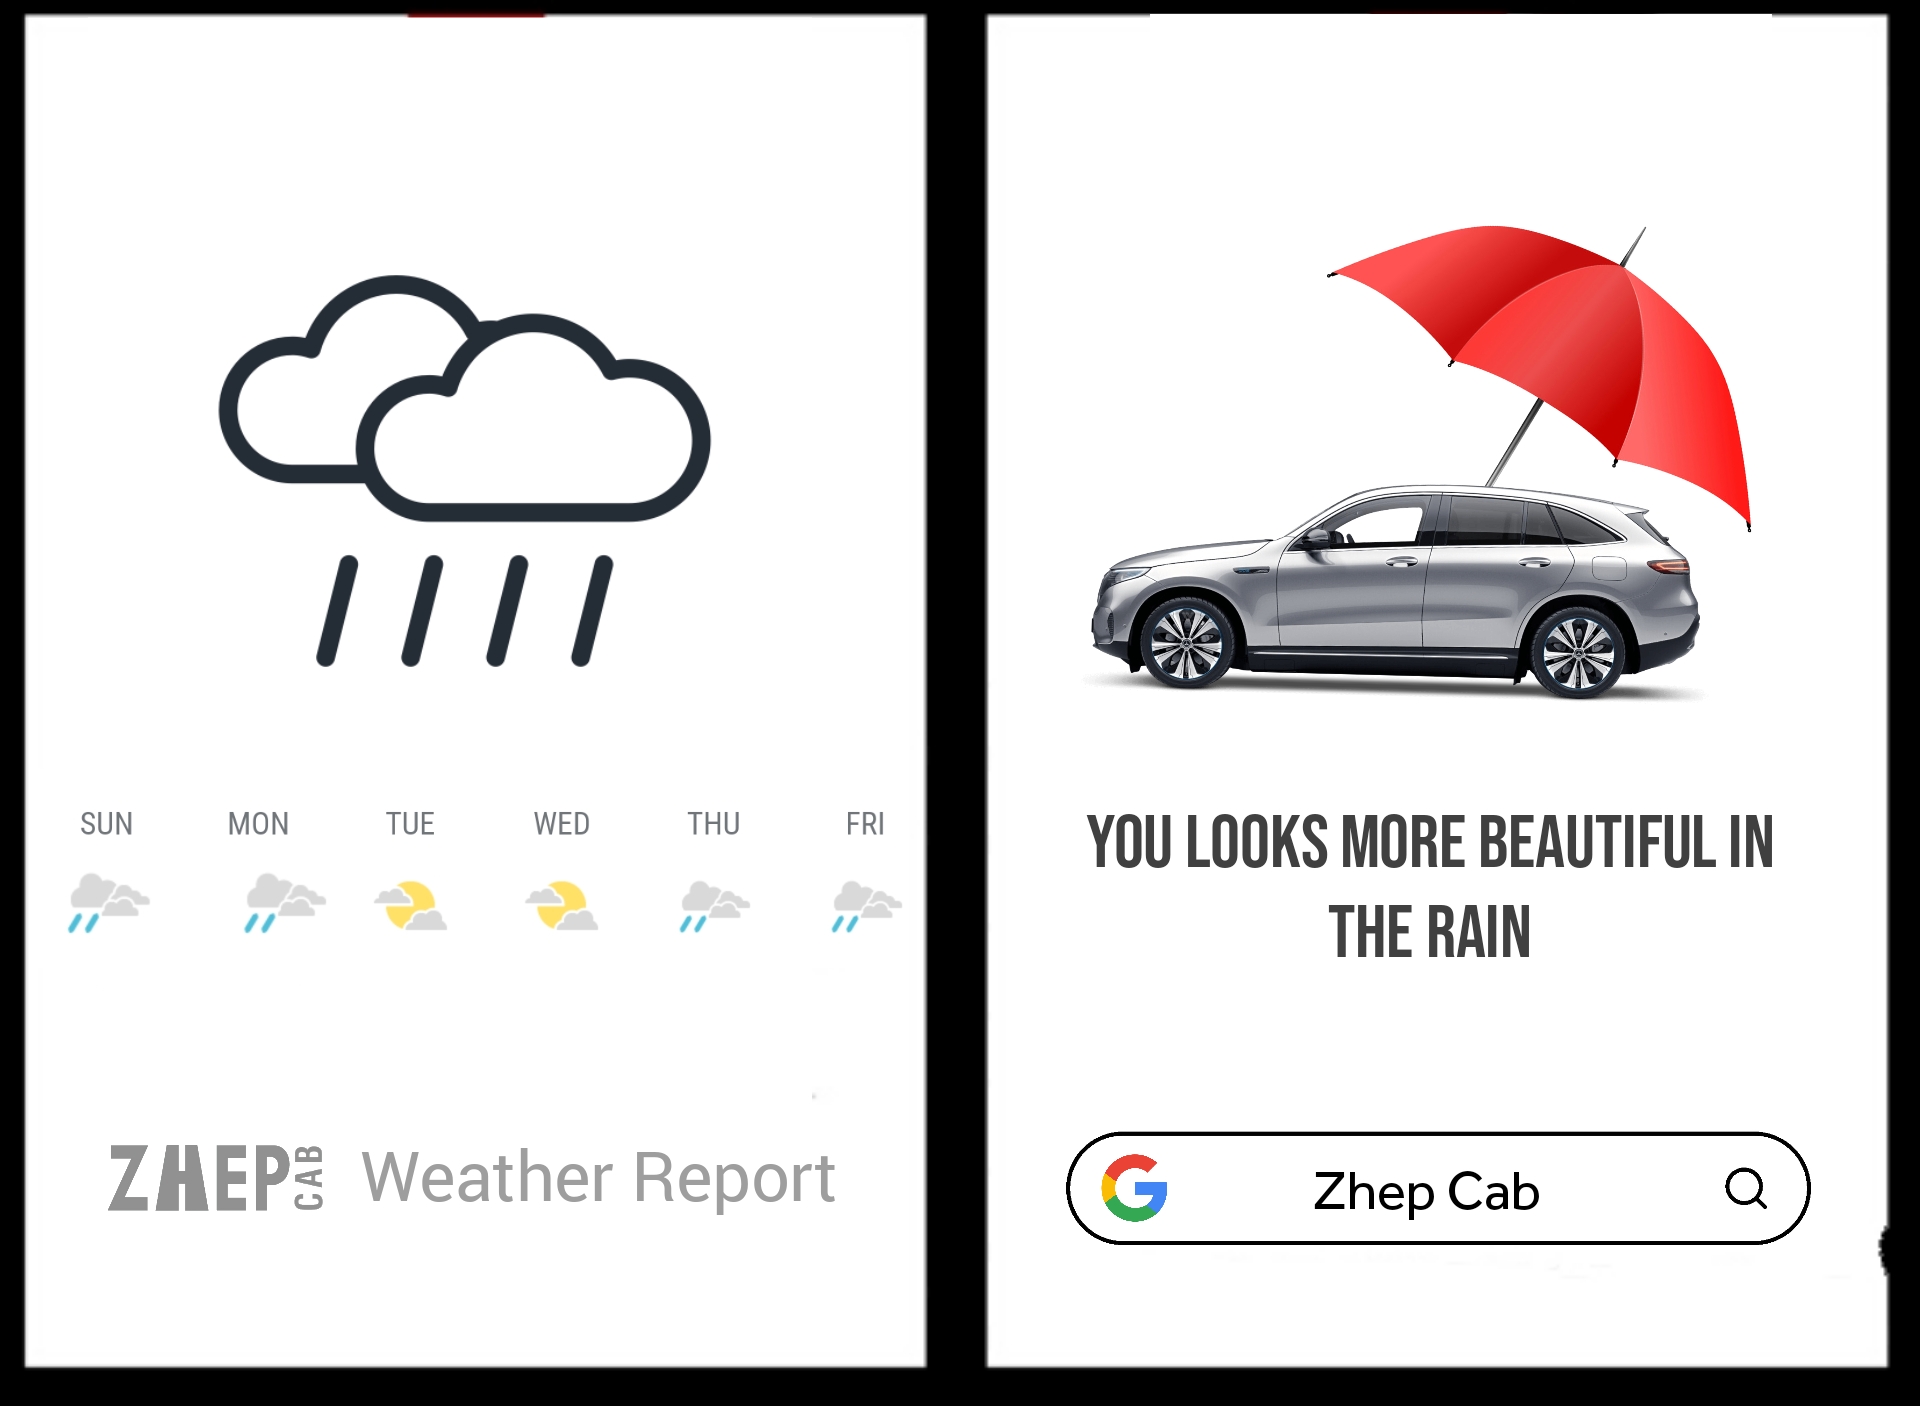 SUN MON TUE WED THU FRI
ZHEP CAB Weather Report
YOU LOOKS MORE BEAUTIFUL IN
THE RAIN
Zhep Cab